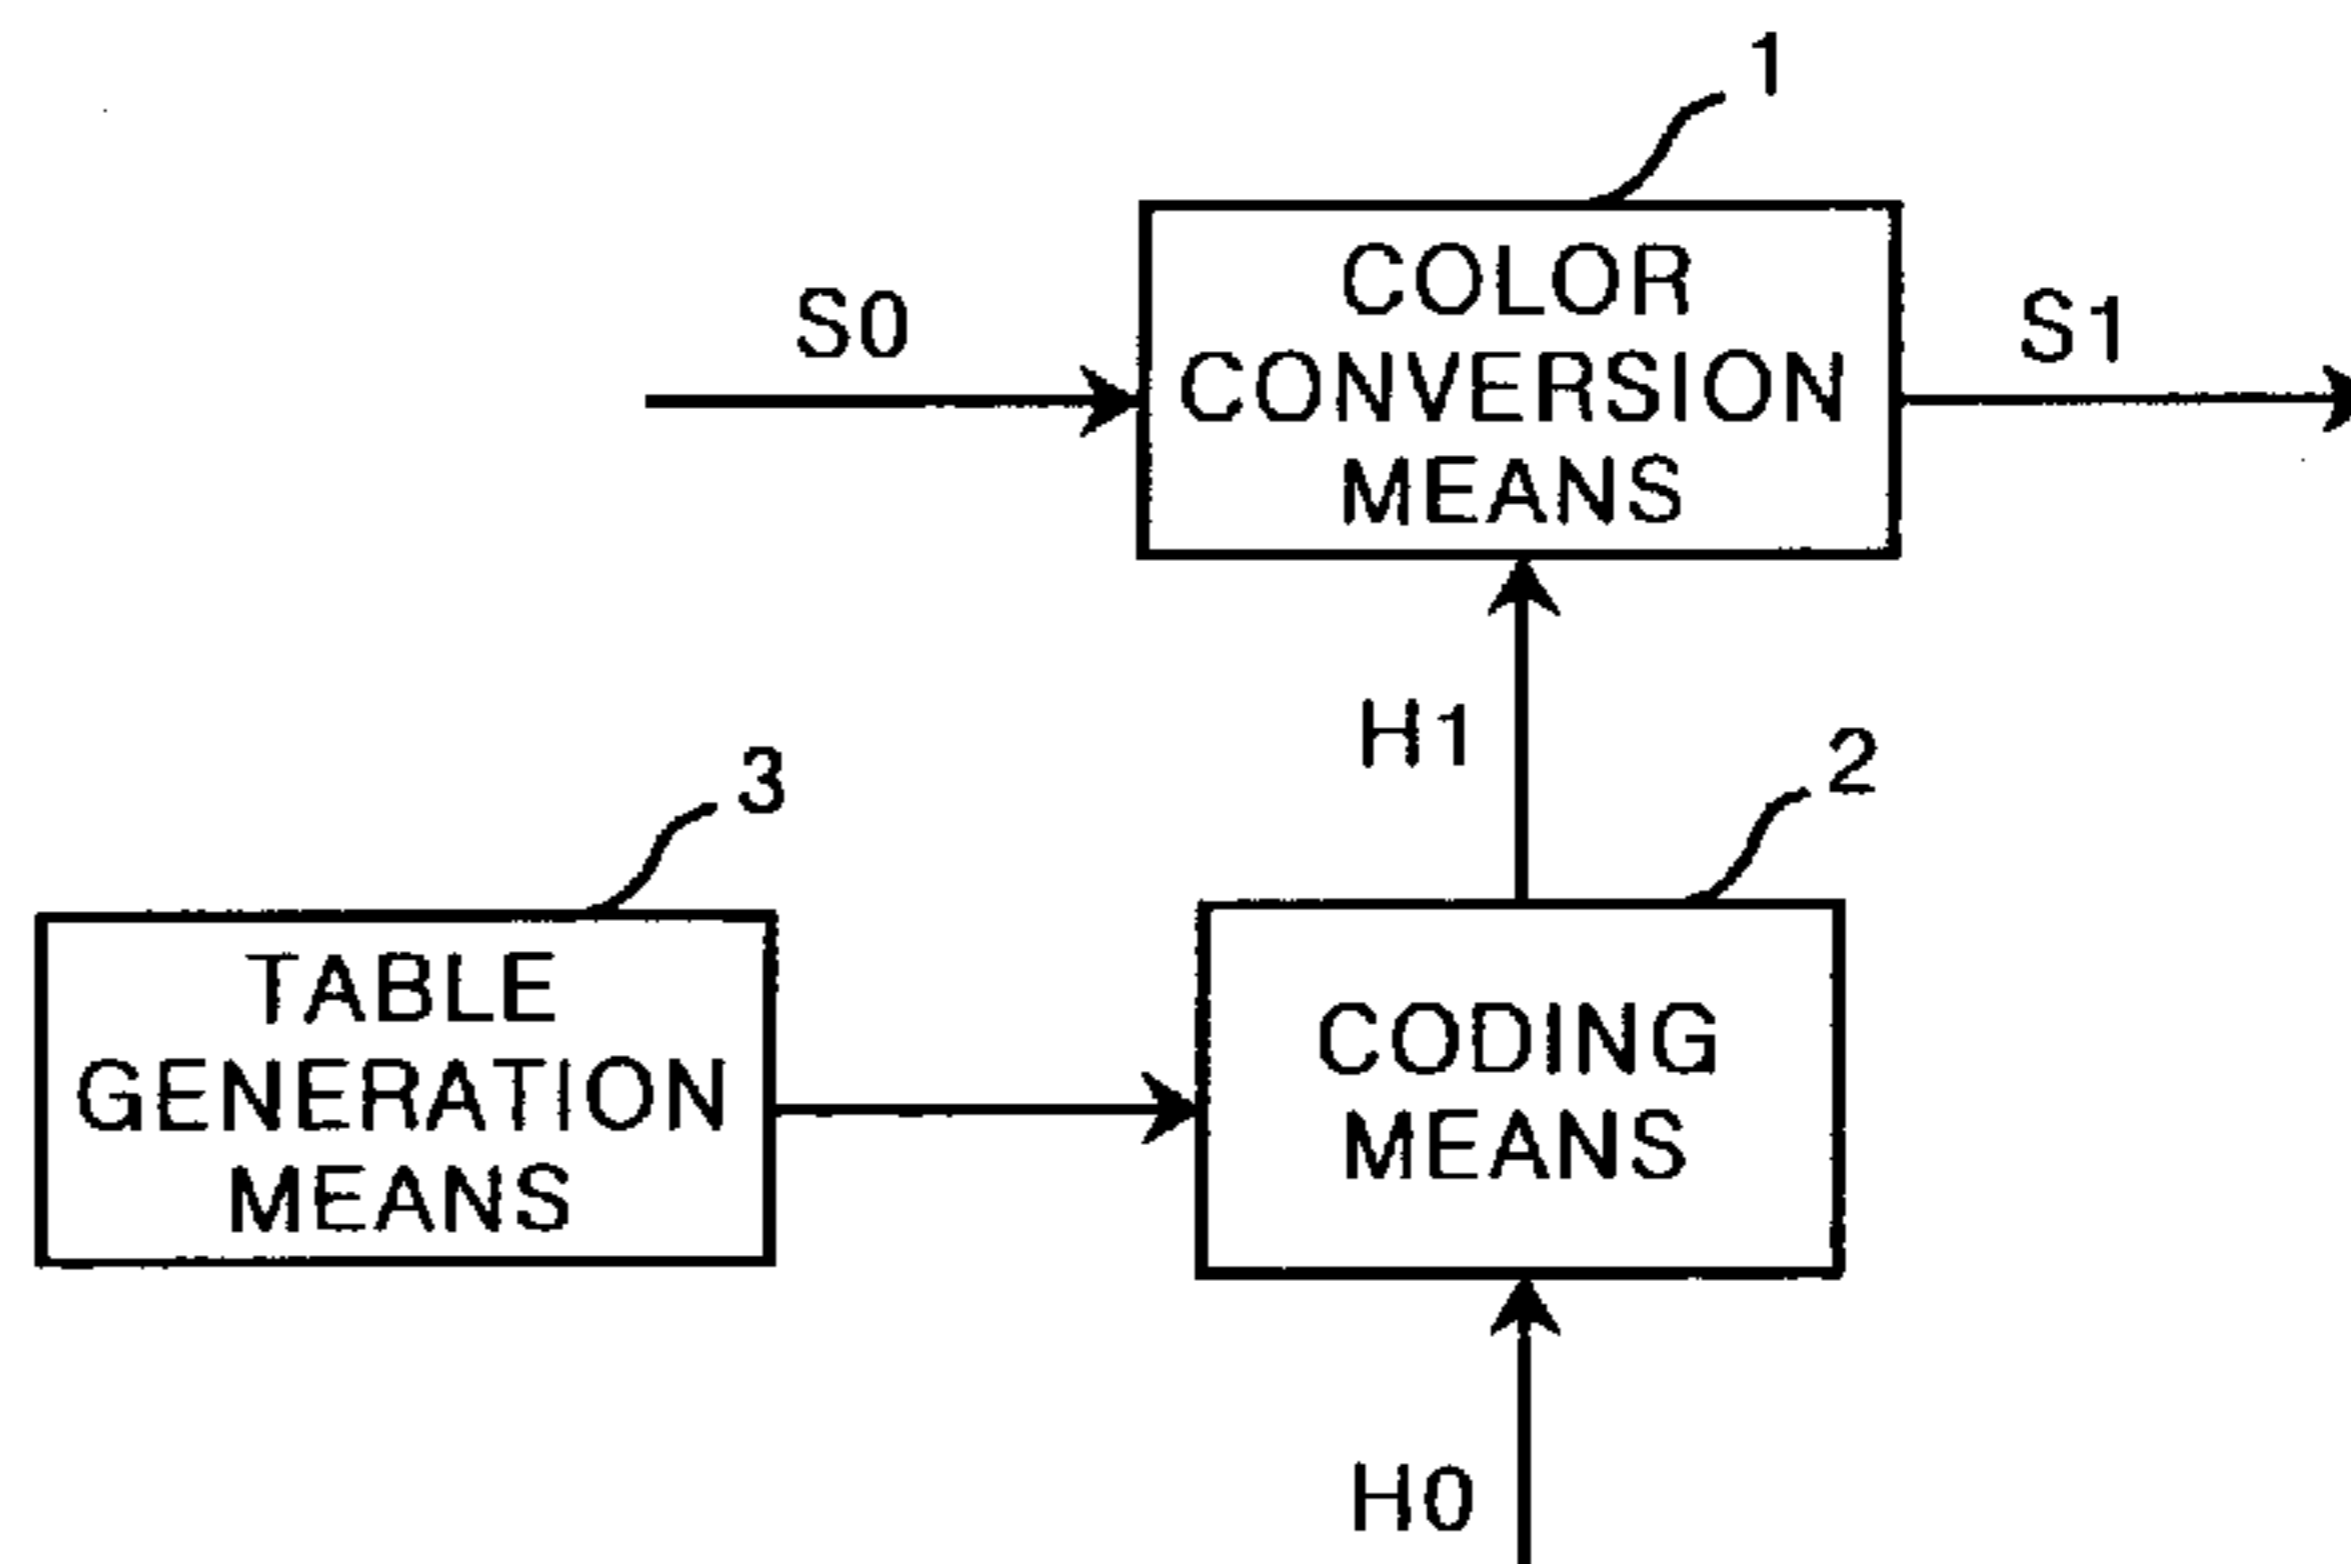 1
COLOR
CONVERSION
MEANS
S0
S1
H1
3
2
TABLE
GENERATION
MEANS
CODING
MEANS
H0